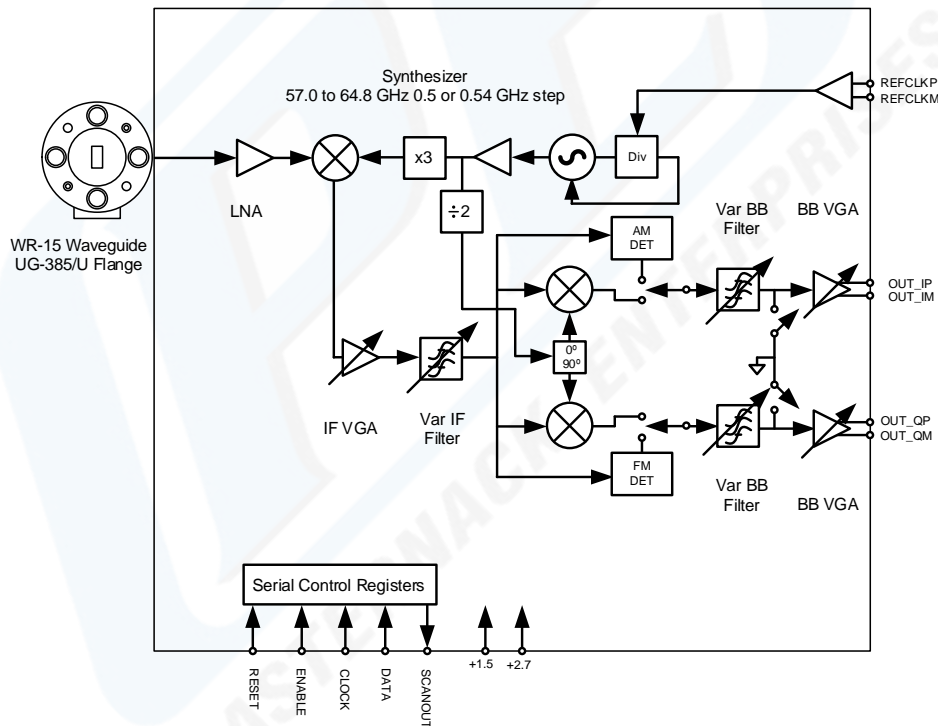 Synthesizer
57.0 to 64.8 GHz 0.5 or 0.54 GHz step
REFCLKP
REFCLKM
x3
Div
LNA
÷2
WR-15 Waveguide
UG-385/U Flange
AM
DET
Var BB
Filter
BB VGA
OUT_IP
OUT_IM
0º
90º
IF VGA
Var IF
Filter
OUT_QP
OUT_QM
FM
DET
Var BB
Filter
BB VGA
Serial Control Registers
RESET
ENABLE
CLOCK
DATA
SCANOUT
+1.5
+2.7
PASTERNACK ENTERPRISES